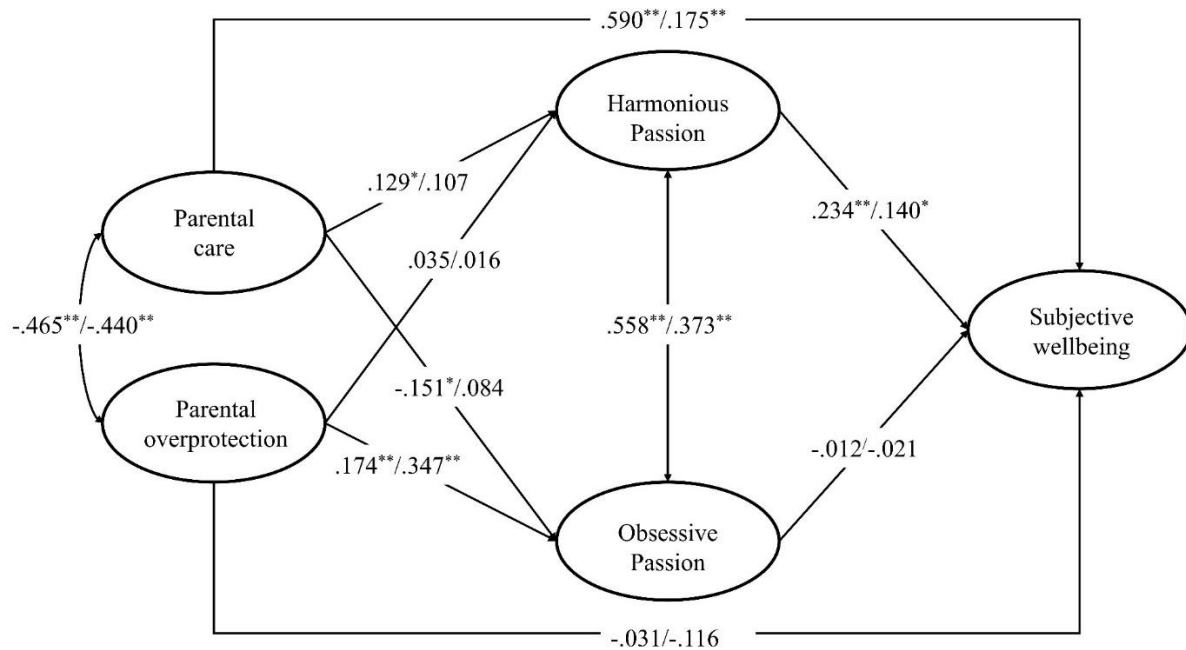 .590**/.175**
Harmonious
Passion
.129*/.107
.234**/.140*
Parental
care
.035/.016
-.465**/-.440**
.558**/.373**
Subjective
wellbeing
-.151*/.084
Parental
overprotection
.174**/.347**
-.012/-.021
Obsessive
Passion
-.031/-.116